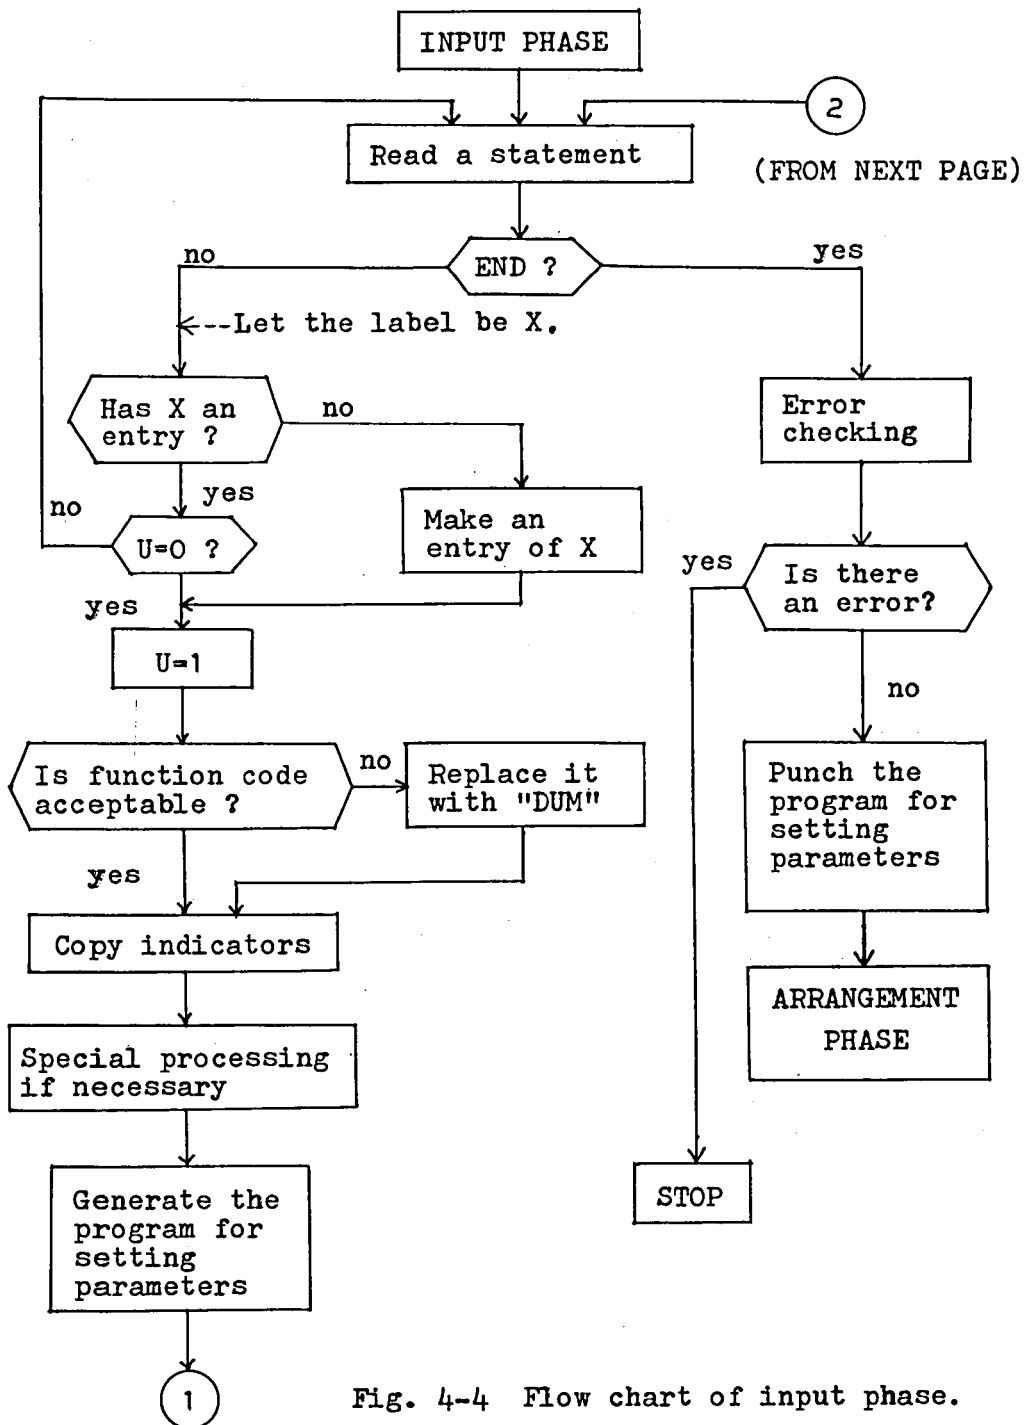 INPUT PHASE
2
Read a statement
(FROM NEXT PAGE)
no
END ?
yes
Let the label be X.
Has X an
entry ?
no
Error
checking
yes
no
Make an
entry of X
U=0 ?
yes
Is there
an error?
yes
U=1
no
Is function code
acceptable ?
no
Replace it
with "DUM"
Punch the
program for
setting
parameters
yes
Copy indicators
ARRANGEMENT
PHASE
Special processing
if necessary
STOP
Generate the
program for
setting
parameters
1
Fig. 4-4 Flow chart of input phase.